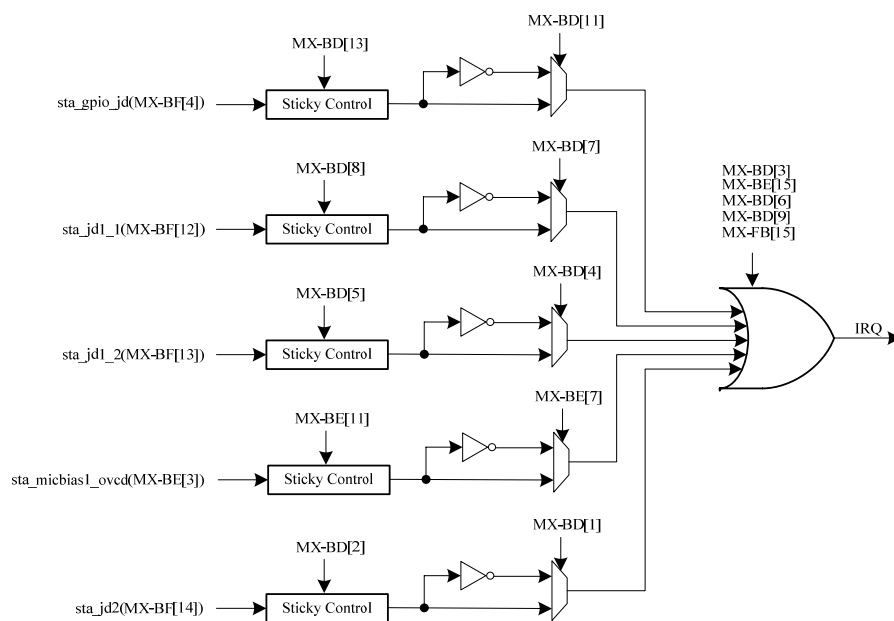 MX-BD[11]
MX-BD[13]
sta_gpio_jd(MX-BF[4])
Sticky Control
MX-BD[7]
MX-BD[8]
sta_jd1_1(MX-BF[12])
Sticky Control
MX-BD[3]
MX-BE[15]
MX-BD[6]
MX-BD[9]
MX-FB[15]
MX-BD[4]
MX-BD[5]
sta_jd1_2(MX-BF[13])
Sticky Control
IRQ
MX-BE[7]
MX-BE[11]
sta_micbias1_ovcd(MX-BE[3])
Sticky Control
MX-BD[1]
MX-BD[2]
sta_jd2(MX-BF[14])
Sticky Control